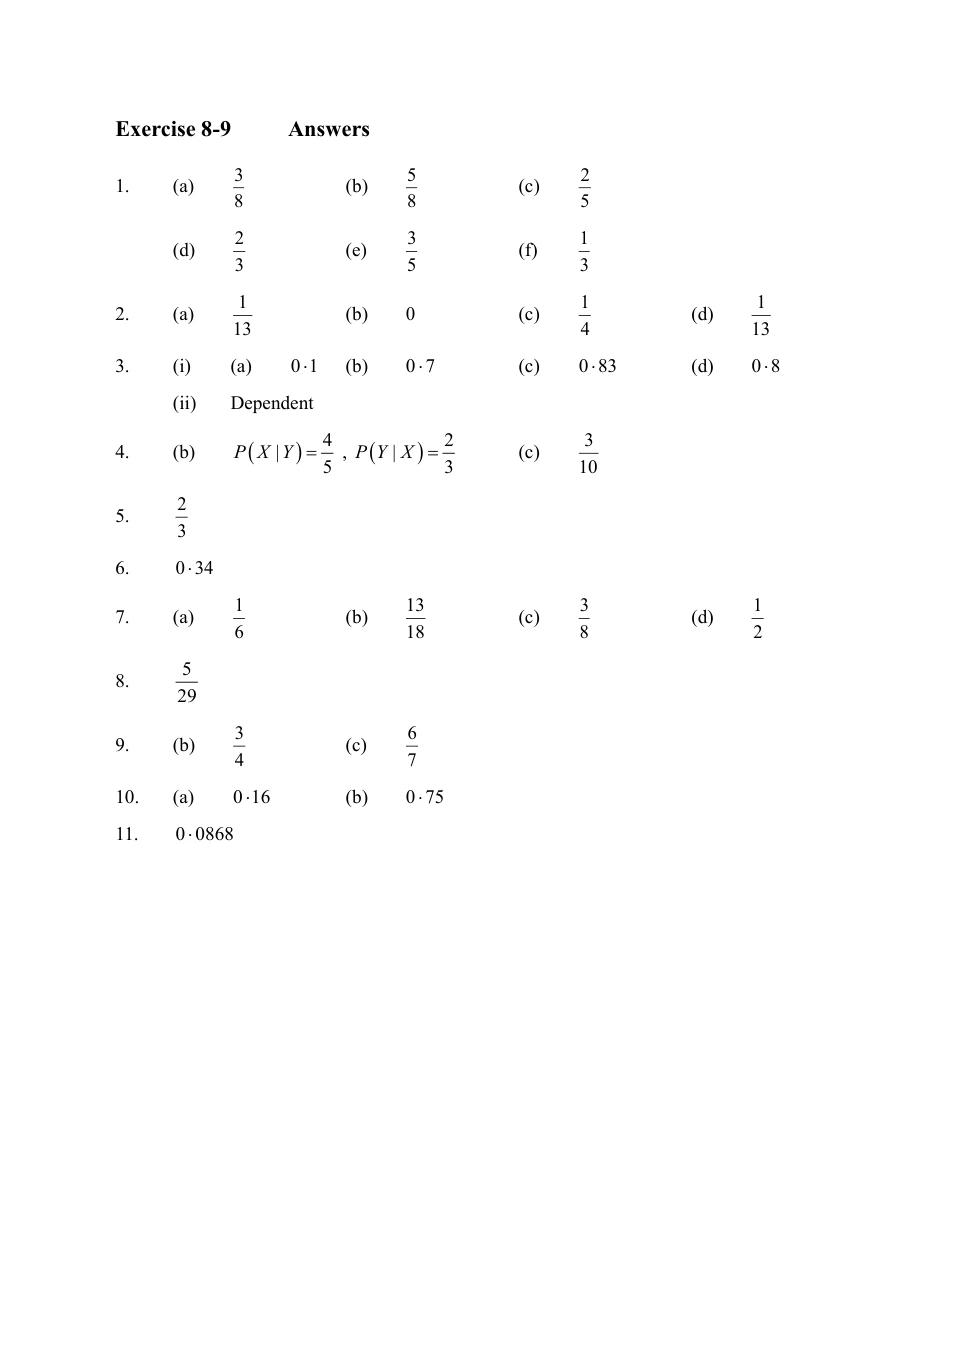 Exercise 8-9 Answers
1. (a) 3/8 (b) 5/8 (c) 2/5
(d) 2/3 (e) 3/5 (f) 1/3
2. (a) 1/13 (b) 0 (c) 1/4 (d) 1/13
3. (i) (a) 0·1 (b) 0·7 (c) 0·83 (d) 0·8
(ii) Dependent
4. (b) P(X|Y)=4/5 , P(Y|X)=2/3 (c) 3/10
5. 2/3
6. 0·34
7. (a) 1/6 (b) 13/18 (c) 3/8 (d) 1/2
8. 5/29
9. (b) 3/4 (c) 6/7
10. (a) 0·16 (b) 0·75
11. 0·0868